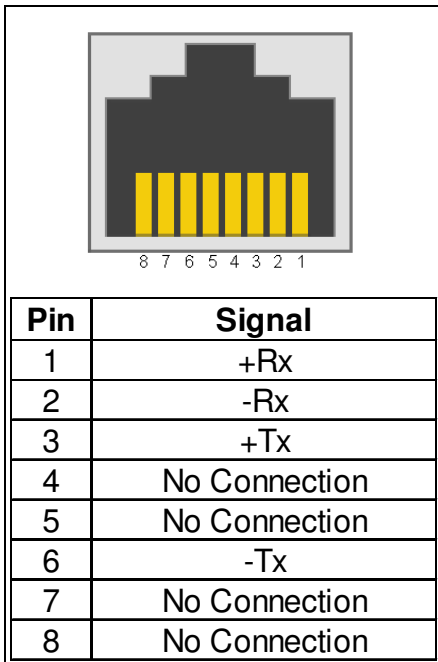 8 7 6 5 4 3 2 1
Pin Signal
1 +Rx
2 -Rx
3 +Tx
4 No Connection
5 No Connection
6 -Tx
7 No Connection
8 No Connection